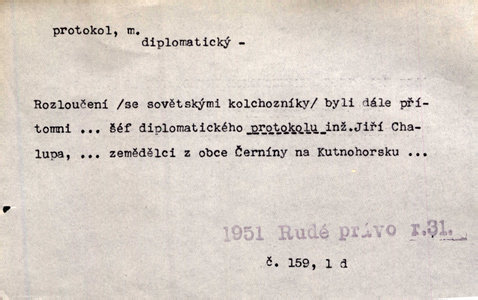 protokol, m.
diplomatický -
Rozloučení /se sovětskými kolchozníky/ byli dále pří-
tomni ... šéf diplomatického protokolu inž.Jiří Cha-
lupa, ... zemědělci z obce Černíny na Kutnohorsku ...
1951 Rudé právo r.31.
č. 159, 1 d